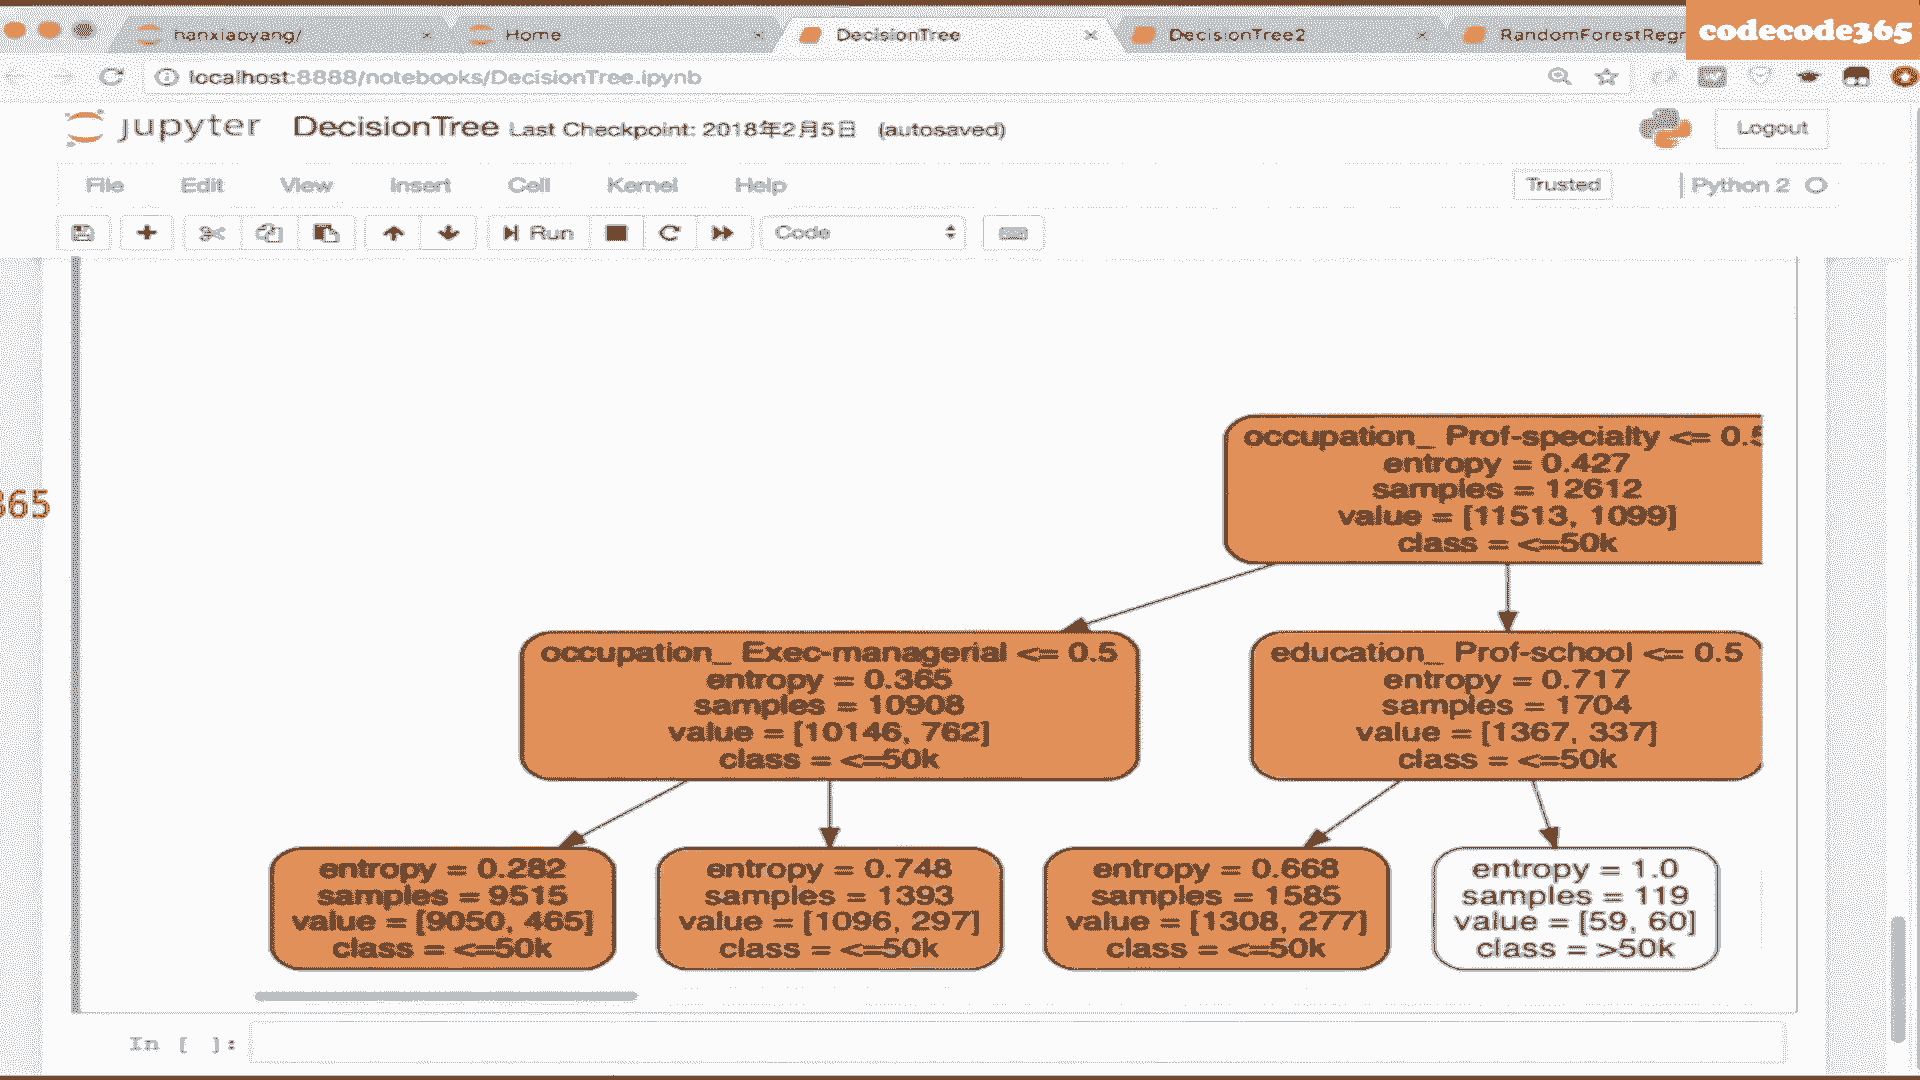 hanxiaoyang/
Home
DecisionTree
DecisionTree2
RandomForestRegr
codecode365
localhost:8888/notebooks/DecisionTree.ipynb
jupyter DecisionTree Last Checkpoint: 2018年2月5日 (autosaved)
Logout
File Edit View Insert Cell Kernel Help
Trusted
Python 2
Run
Code
365
occupation_ Prof-specialty <= 0.5
entropy = 0.427
samples = 12612
value = [11513, 1099]
class = <=50k
occupation_ Exec-managerial <= 0.5
entropy = 0.365
samples = 10908
value = [10146, 762]
class = <=50k
education_ Prof-school <= 0.5
entropy = 0.717
samples = 1704
value = [1367, 337]
class = <=50k
entropy = 0.282
samples = 9515
value = [9050, 465]
class = <=50k
entropy = 0.748
samples = 1393
value = [1096, 297]
class = <=50k
entropy = 0.668
samples = 1585
value = [1308, 277]
class = <=50k
entropy = 1.0
samples = 119
value = [59, 60]
class = >50k
In [ ]: